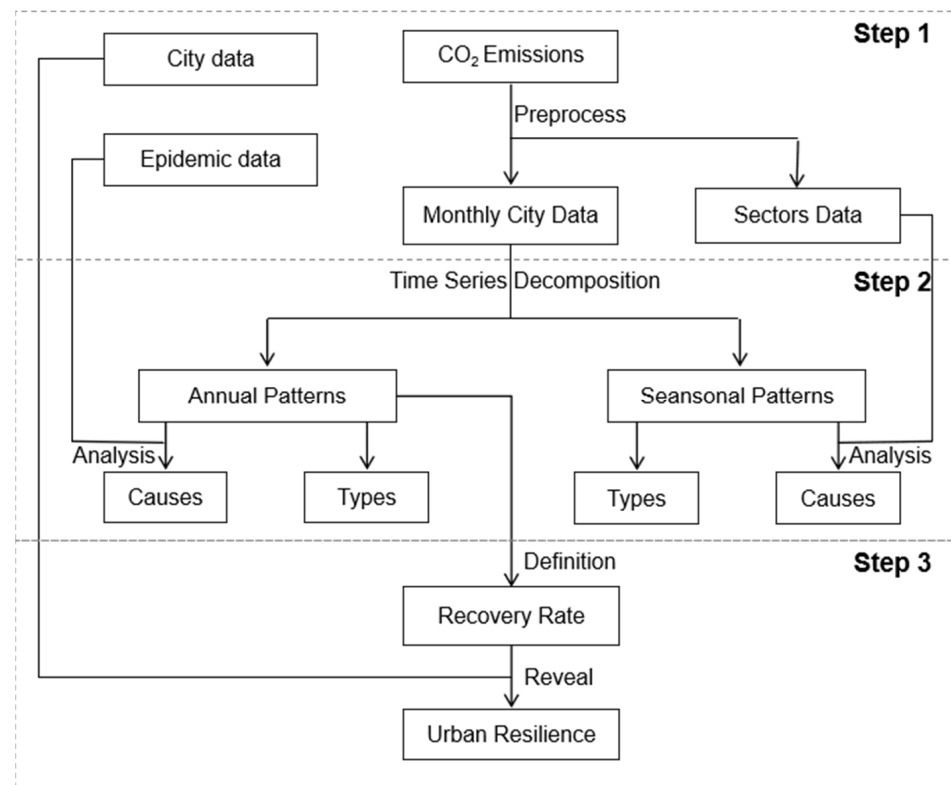 Step 1
City data
CO₂ Emissions
Preprocess
Epidemic data
Monthly City Data
Sectors Data
Step 2
Time Series Decomposition
Annual Patterns
Seansonal Patterns
Analysis
Analysis
Causes
Types
Types
Causes
Step 3
Definition
Recovery Rate
Reveal
Urban Resilience